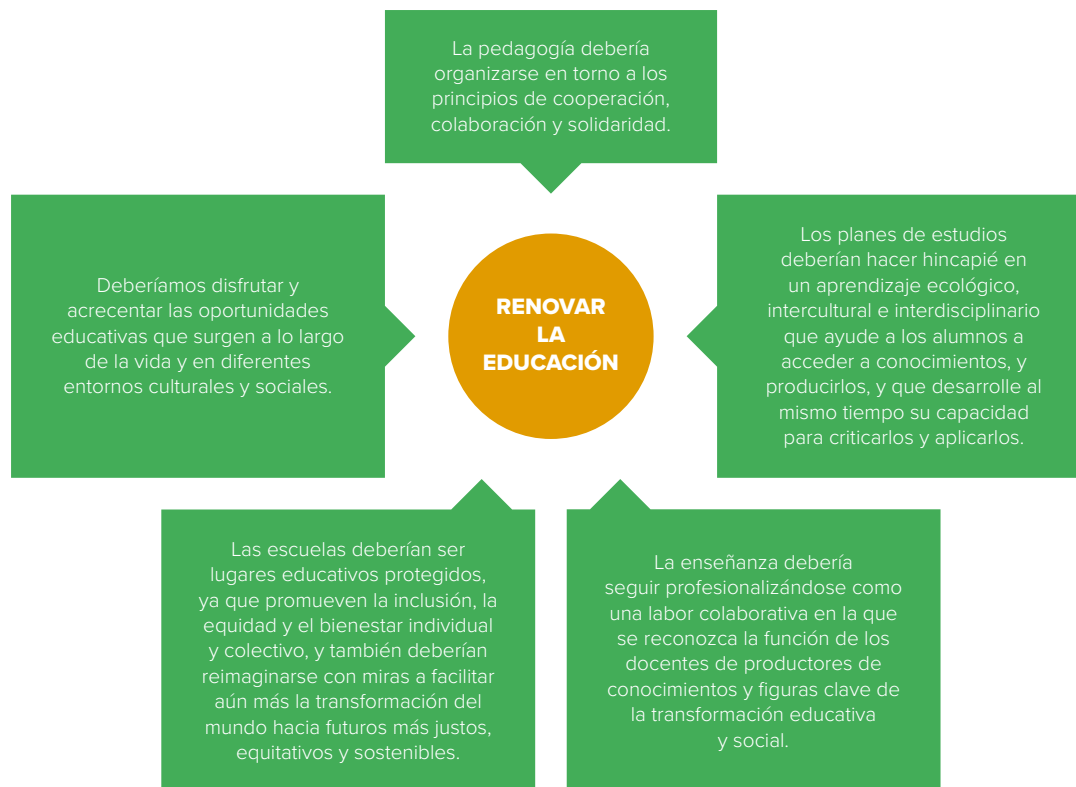 La pedagogía debería
organizarse en torno a los
principios de cooperación,
colaboración y solidaridad.
Deberíamos disfrutar y
acrecentar las oportunidades
educativas que surgen a lo largo
de la vida y en diferentes
entornos culturales y sociales.
RENOVAR
LA
EDUCACIÓN
Los planes de estudios
deberían hacer hincapié en
un aprendizaje ecológico,
intercultural e interdisciplinario
que ayude a los alumnos a
acceder a conocimientos, y
producirlos, y que desarrolle al
mismo tiempo su capacidad
para criticarlos y aplicarlos.
Las escuelas deberían ser
lugares educativos protegidos,
ya que promueven la inclusión, la
equidad y el bienestar individual
y colectivo, y también deberían
reimaginarse con miras a facilitar
aún más la transformación del
mundo hacia futuros más justos,
equitativos y sostenibles.
La enseñanza debería
seguir profesionalizándose como
una labor colaborativa en la que
se reconozca la función de los
docentes de productores de
conocimientos y figuras clave de
la transformación educativa
y social.